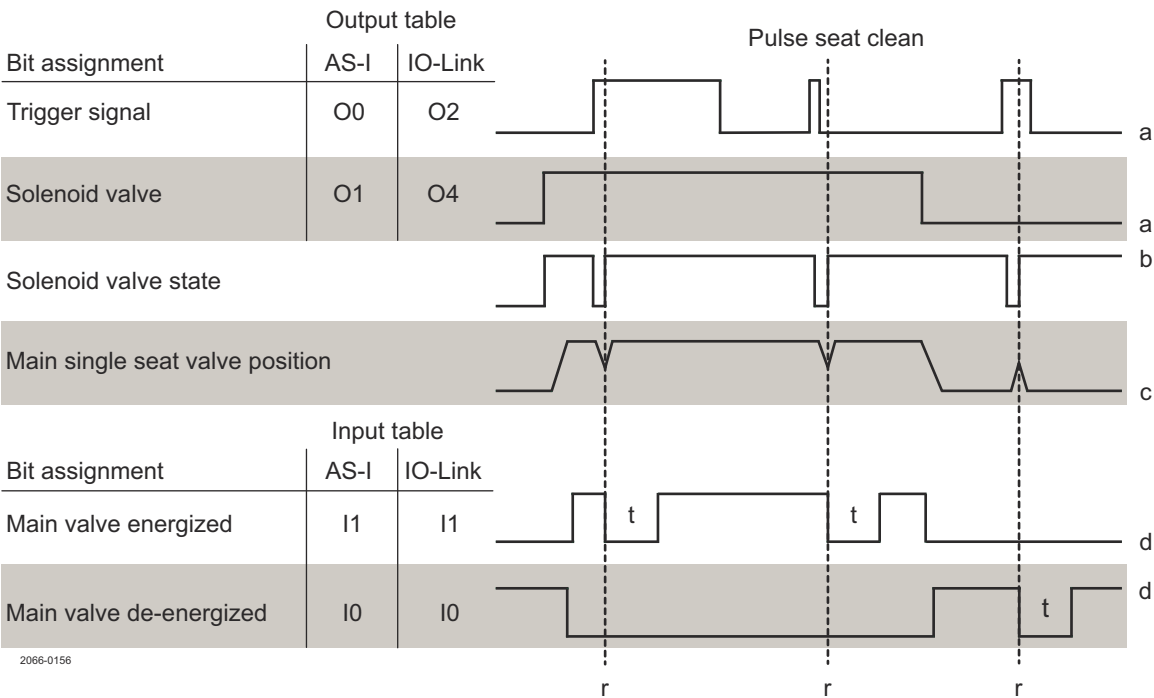 Output table
Pulse seat clean
Bit assignment AS-I IO-Link
Trigger signal O0 O2
a
Solenoid valve O1 O4
a
b
Solenoid valve state
Main single seat valve position
c
Input table
Bit assignment AS-I IO-Link
Main valve energized I1 I1 t t
d
d
Main valve de-energized I0 I0 t
2066-0156
r r r